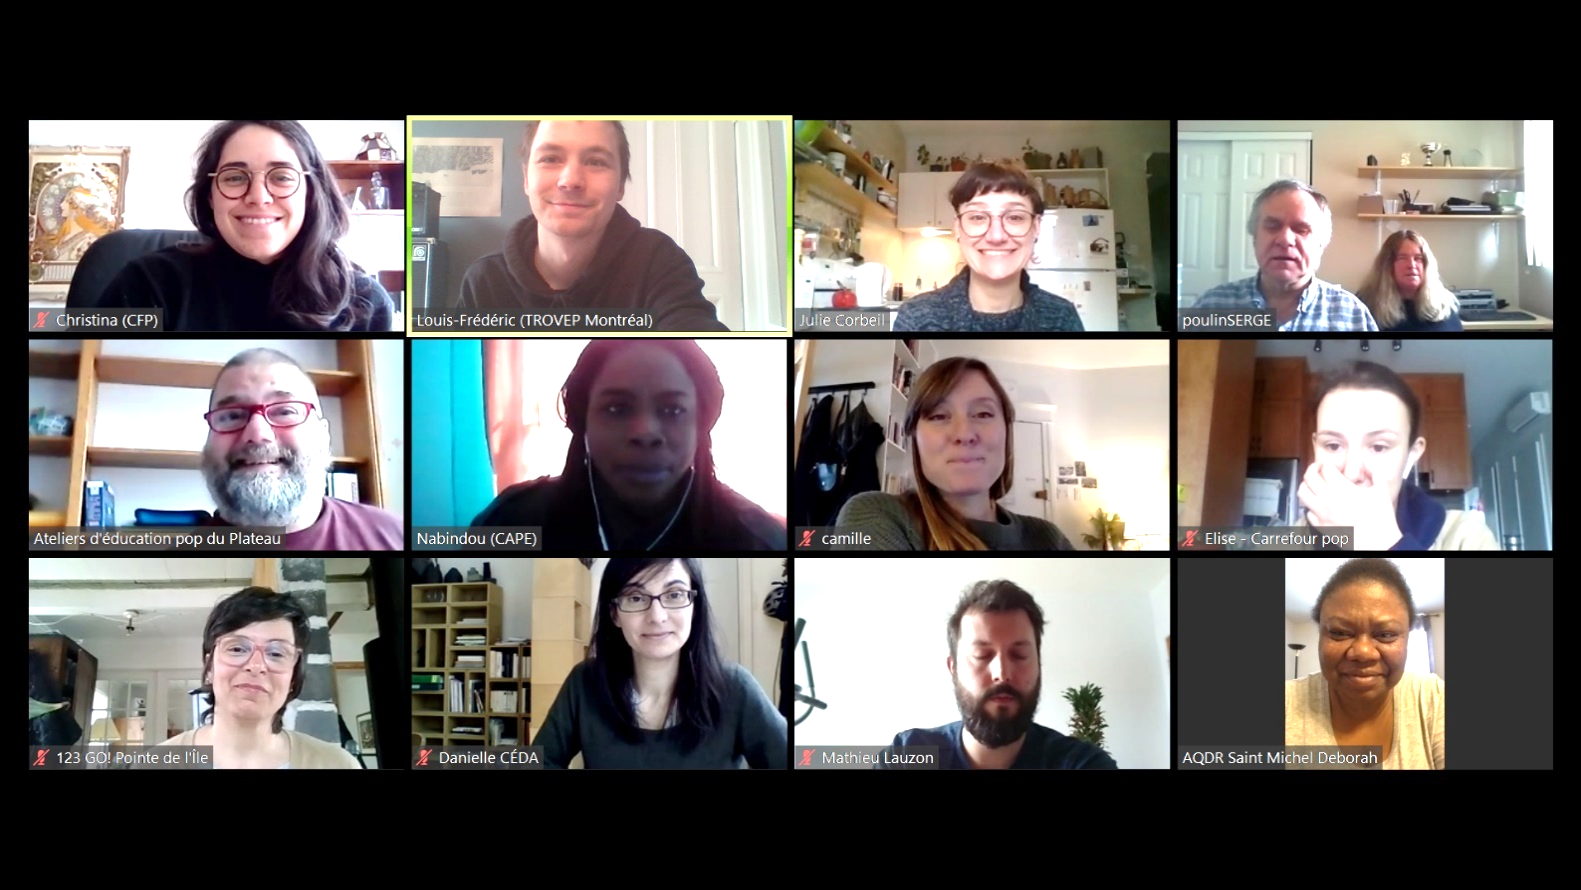 Christina (CFP)
Louis-Frédéric (TROVEP Montréal)
Julie Corbeil
poulinSERGE
Ateliers d'éducation pop du Plateau
Nabindou (CAPE)
camille
Elise - Carrefour pop
123 GO! Pointe de l'Île
Danielle CÉDA
Mathieu Lauzon
AQDR Saint Michel Deborah